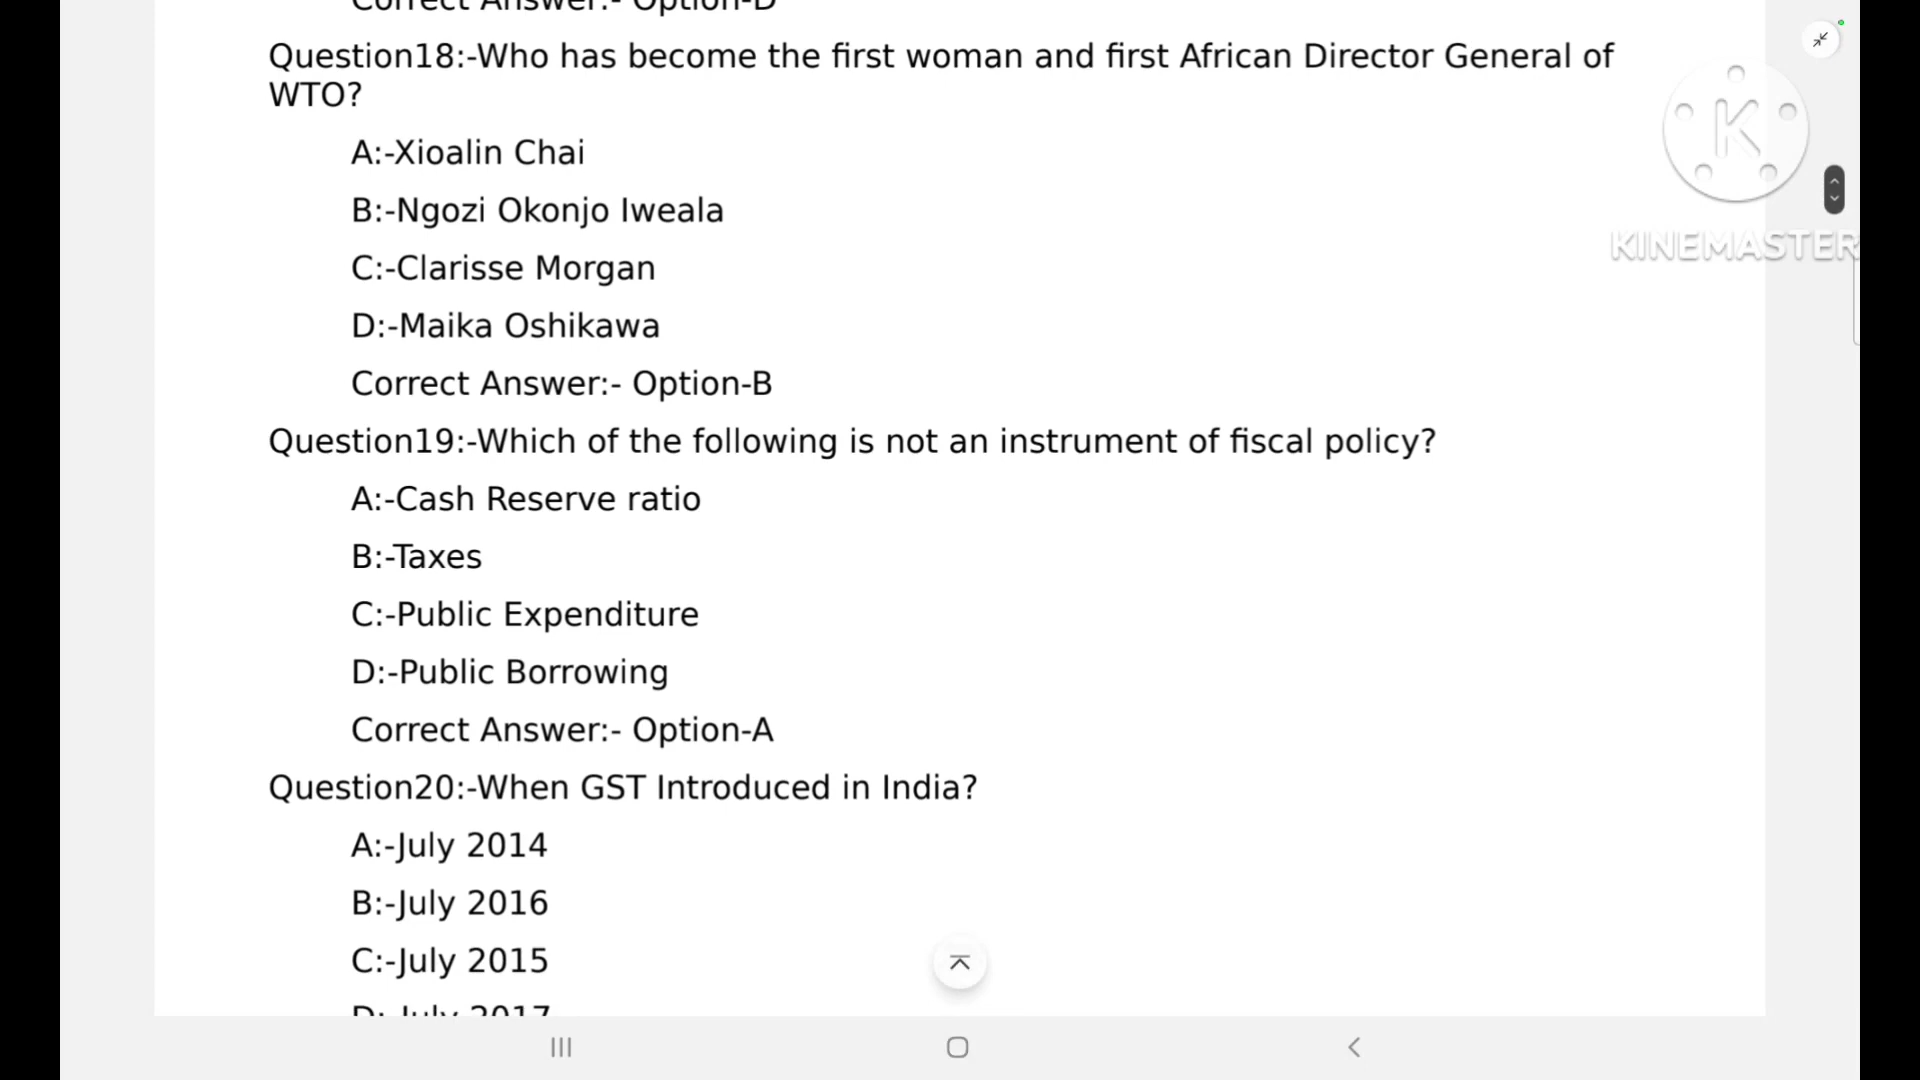 Correct Answer:- Option-D
Question18:-Who has become the first woman and first African Director General of
WTO?
A:-Xioalin Chai
B:-Ngozi Okonjo Iweala
C:-Clarisse Morgan
D:-Maika Oshikawa
Correct Answer:- Option-B
Question19:-Which of the following is not an instrument of fiscal policy?
A:-Cash Reserve ratio
B:-Taxes
C:-Public Expenditure
D:-Public Borrowing
Correct Answer:- Option-A
Question20:-When GST Introduced in India?
A:-July 2014
B:-July 2016
C:-July 2015
D:-July 2017
K
KINEMASTER